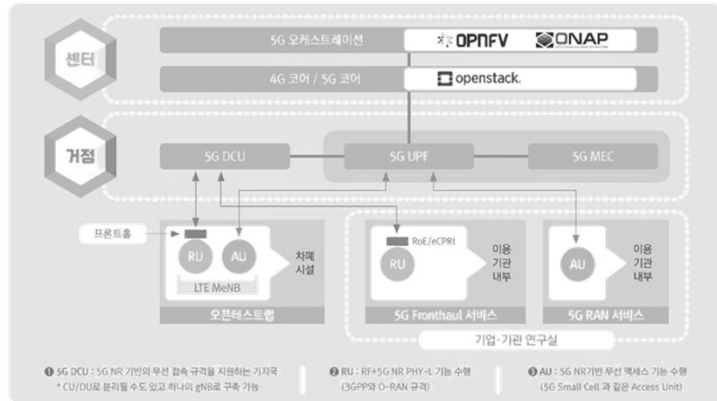 센터
5G 오케스트레이션
OPNFV
ONAP
4G 코어 / 5G 코어
openstack.
거점
5G DCU
5G UPF
5G MEC
프론트홀
RU
AU
LTE MeNB
차폐
시설
오픈테스트랩
RoE/eCPRI
RU
이용
기관
내부
5G Fronthaul 서비스
AU
이용
기관
내부
5G RAN 서비스
기업·기관 연구실
❶ 5G DCU : 5G NR 기반의 무선 접속 규격을 지원하는 기지국
* CU/DU로 분리될 수도 있고 하나의 gNB로 구축 가능
❷ RU : RF+5G NR PHY-L 기능 수행
(3GPP와 O-RAN 규격)
❸ AU : 5G NR기반 무선 액세스 기능 수행
(5G Small Cell 과 같은 Access Unit)